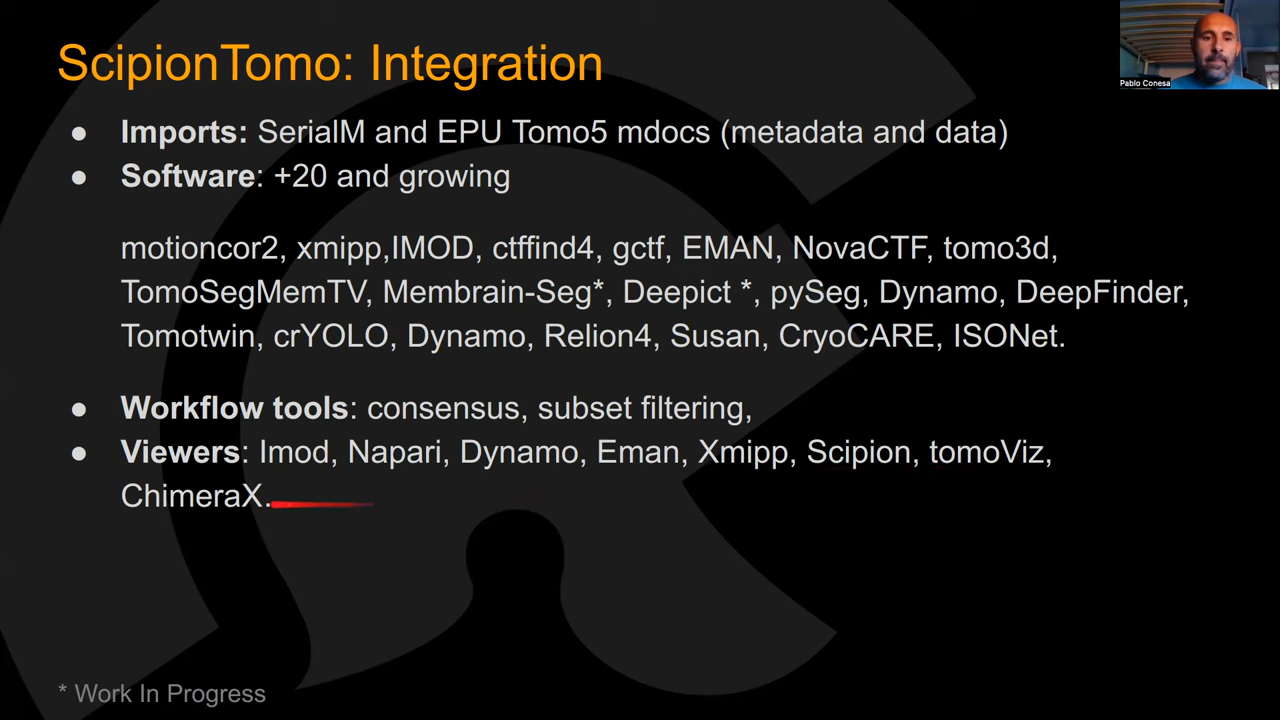 ScipionTomo: Integration
Pablo Conesa
● Imports: SerialM and EPU Tomo5 mdocs (metadata and data)
● Software: +20 and growing
motioncor2, xmipp,IMOD, ctffind4, gctf, EMAN, NovaCTF, tomo3d,
TomoSegMemTV, Membrain-Seg*, Deepict *, pySeg, Dynamo, DeepFinder,
Tomotwin, crYOLO, Dynamo, Relion4, Susan, CryoCARE, ISONet.
● Workflow tools: consensus, subset filtering,
● Viewers: Imod, Napari, Dynamo, Eman, Xmipp, Scipion, tomoViz,
ChimeraX.
* Work In Progress